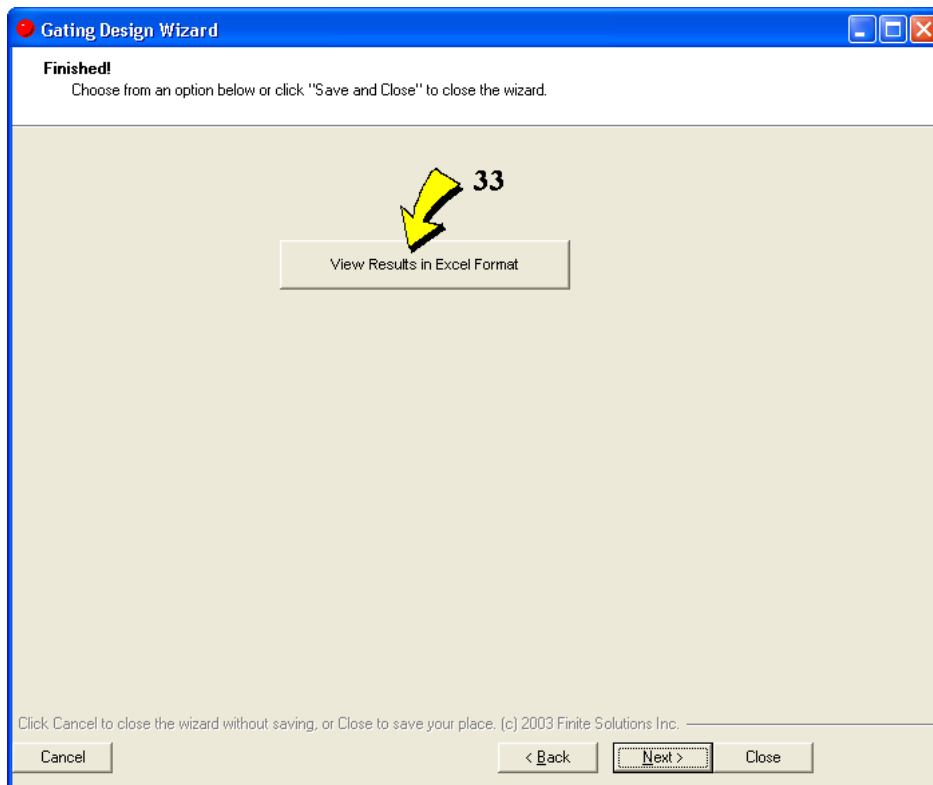 Gating Design Wizard
Finished!
Choose from an option below or click "Save and Close" to close the wizard.
33
View Results in Excel Format
Click Cancel to close the wizard without saving, or Close to save your place. (c) 2003 Finite Solutions Inc.
Cancel
< Back
Next >
Close